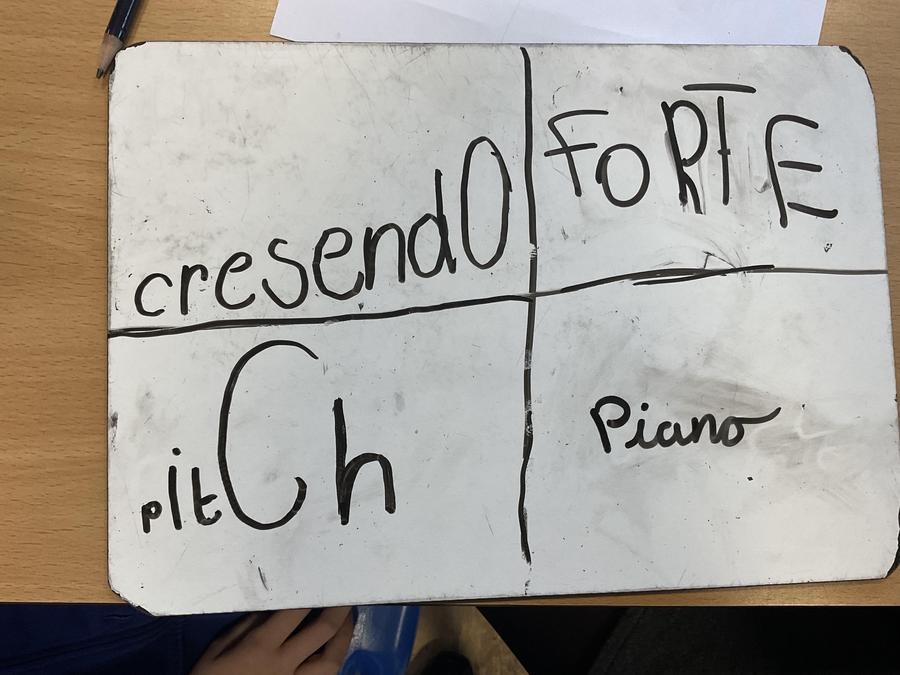 cresendO
FoRTE
pitCh
Piano